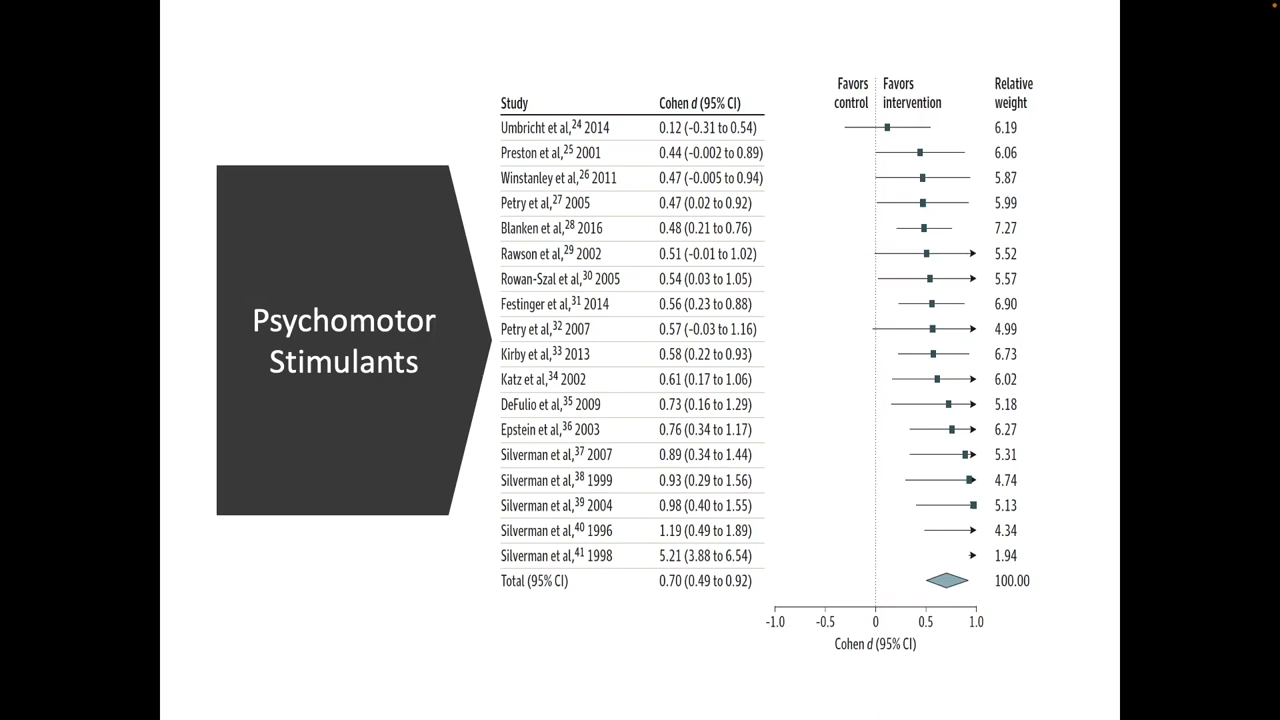 Psychomotor
Stimulants
Favors Favors Relative
control intervention weight
Study Cohen d (95% CI)
Umbricht et al,24 2014 0.12 (-0.31 to 0.54) 6.19
Preston et al,25 2001 0.44 (-0.002 to 0.89) 6.06
Winstanley et al,26 2011 0.47 (-0.005 to 0.94) 5.87
Petry et al,27 2005 0.47 (0.02 to 0.92) 5.99
Blanken et al,28 2016 0.48 (0.21 to 0.76) 7.27
Rawson et al,29 2002 0.51 (-0.01 to 1.02) 5.52
Rowan-Szal et al,30 2005 0.54 (0.03 to 1.05) 5.57
Festinger et al,31 2014 0.56 (0.23 to 0.88) 6.90
Petry et al,32 2007 0.57 (-0.03 to 1.16) 4.99
Kirby et al,33 2013 0.58 (0.22 to 0.93) 6.73
Katz et al,34 2002 0.61 (0.17 to 1.06) 6.02
DeFulio et al,35 2009 0.73 (0.16 to 1.29) 5.18
Epstein et al,36 2003 0.76 (0.34 to 1.17) 6.27
Silverman et al,37 2007 0.89 (0.34 to 1.44) 5.31
Silverman et al,38 1999 0.93 (0.29 to 1.56) 4.74
Silverman et al,39 2004 0.98 (0.40 to 1.55) 5.13
Silverman et al,40 1996 1.19 (0.49 to 1.89) 4.34
Silverman et al,41 1998 5.21 (3.88 to 6.54) 1.94
Total (95% CI) 0.70 (0.49 to 0.92) 100.00
-1.0 -0.5 0 0.5 1.0
Cohen d (95% CI)